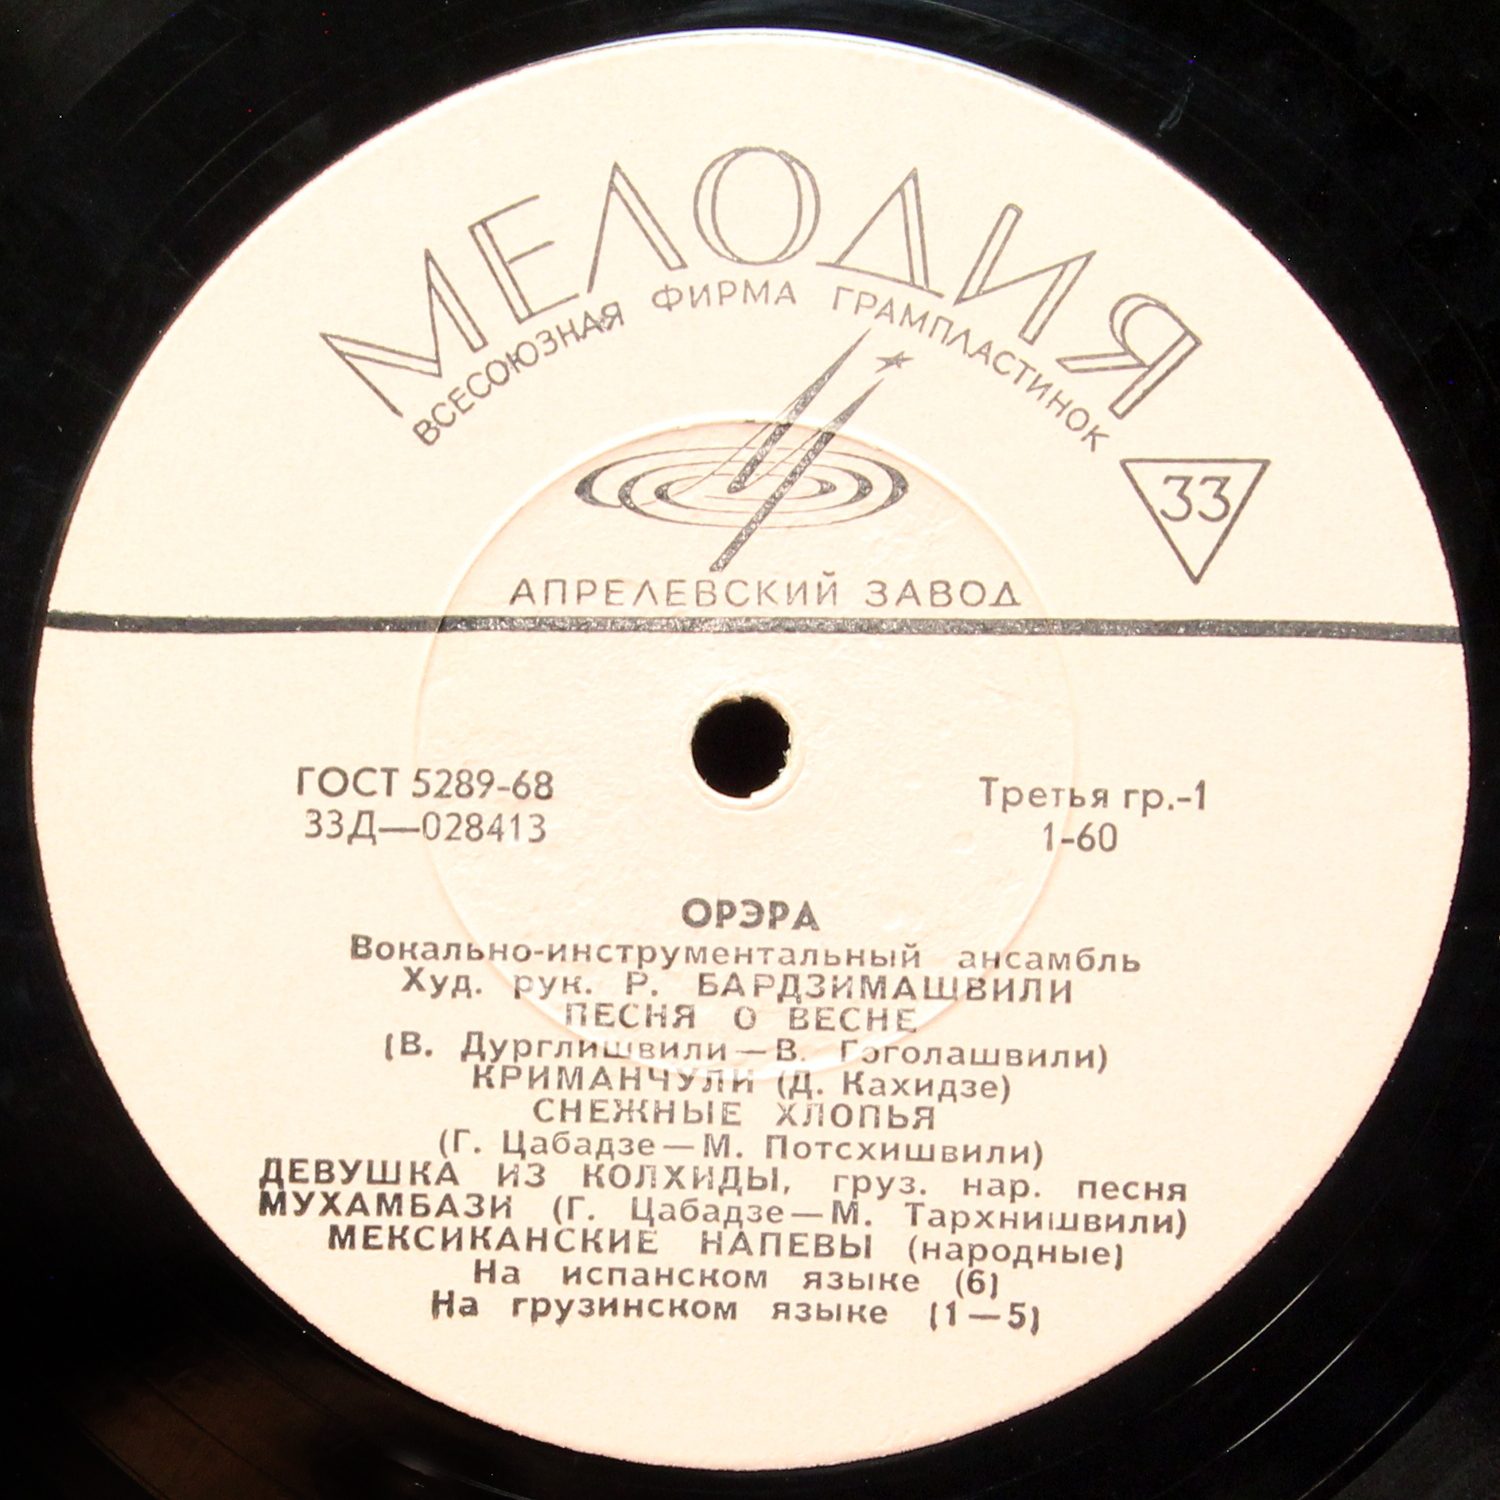 МЕЛОДИЯ
ВСЕСОЮЗНАЯ ФИРМА ГРАМПЛАСТИНОК
33
АПРЕЛЕВСКИЙ ЗАВОД
ГОСТ 5289-68
33Д—028413
Третья гр.-1
1-60
ОРЭРА
Вокально-инструментальный ансамбль
Худ. рук. Р. БАРДЗИМАШВИЛИ
ПЕСНЯ О ВЕСНЕ
(В. Дурглишвили—В. Гоголашвили)
КРИМАНЧУЛИ (Д. Кахидзе)
СНЕЖНЫЕ ХЛОПЬЯ
(Г. Цабадзе—М. Потсхишвили)
ДЕВУШКА ИЗ КОЛХИДЫ, груз. нар. песня
МУХАМБАЗИ (Г. Цабадзе—М. Тархнишвили)
МЕКСИКАНСКИЕ НАПЕВЫ (народные)
На испанском языке (6)
На грузинском языке (1—5)